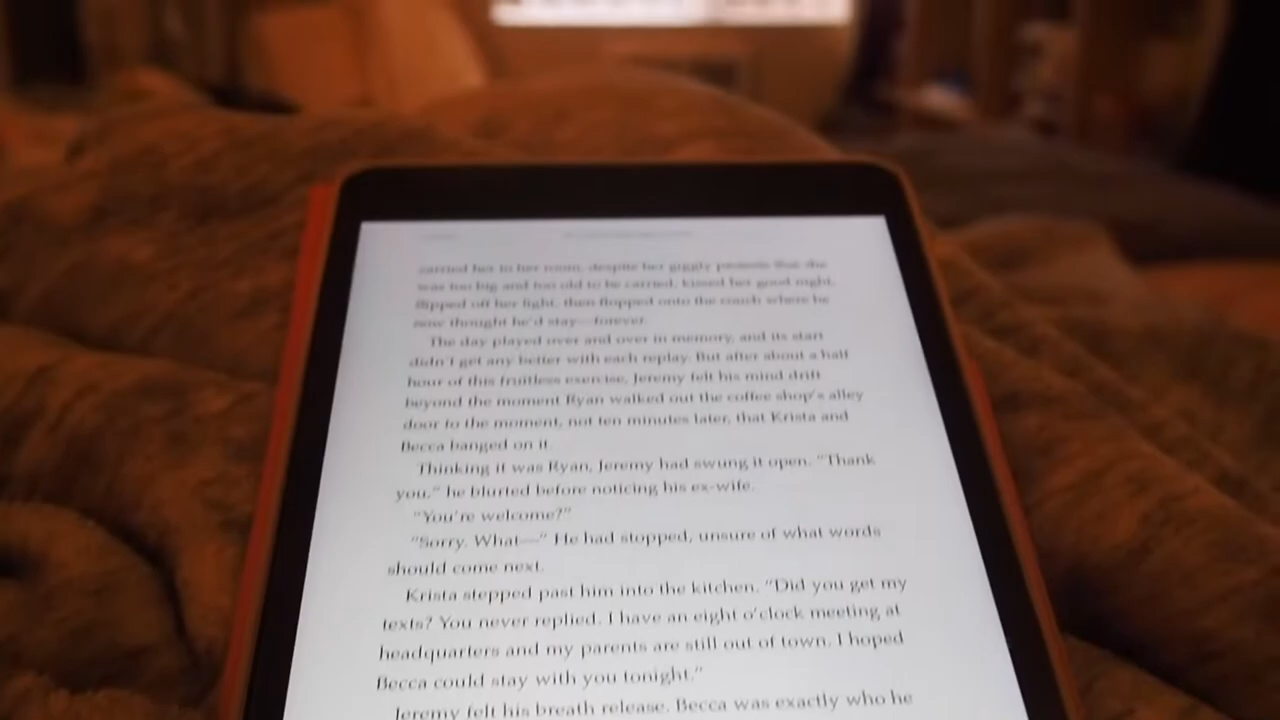 carried her to her room, despite her giggly protests that she
was too big and too old to be carried, kissed her good night,
flipped off her light, then flopped onto the couch where he
now thought he'd stay—forever.
The day played over and over in memory, and its start
didn't get any better with each replay. But after about a half
hour of this fruitless exercise, Jeremy felt his mind drift
beyond the moment Ryan walked out the coffee shop's alley
door to the moment, not ten minutes later, that Krista and
Becca banged on it.
Thinking it was Ryan, Jeremy had swung it open. “Thank
you,” he blurted before noticing his ex-wife.
“You're welcome?”
“Sorry. What—” He had stopped, unsure of what words
should come next.
Krista stepped past him into the kitchen. “Did you get my
texts? You never replied. I have an eight o'clock meeting at
headquarters and my parents are still out of town. I hoped
Becca could stay with you tonight.”
Jeremy felt his breath release. Becca was exactly who he